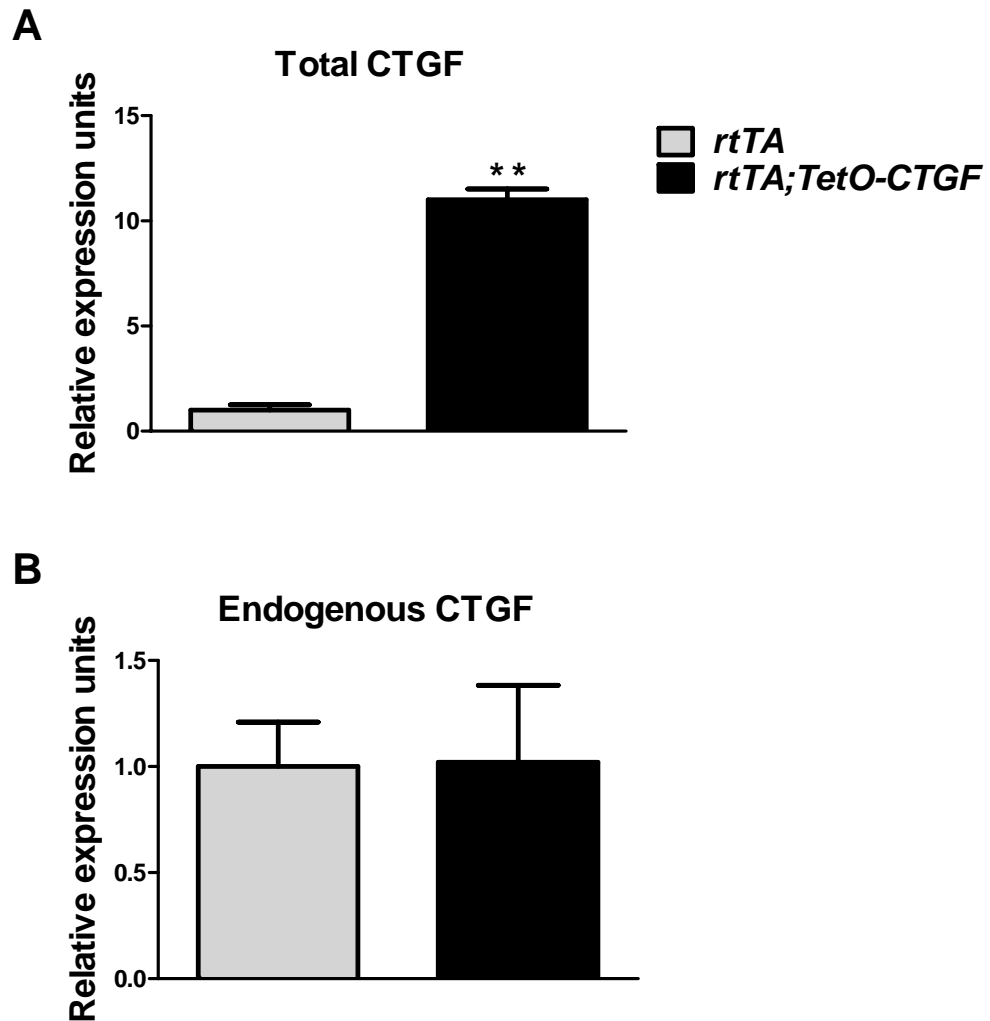 A
Total CTGF
Relative expression units
15
10
5
0
**
rtTA
rtTA;TetO-CTGF
B
Endogenous CTGF
Relative expression units
1.5
1.0
0.5
0.0